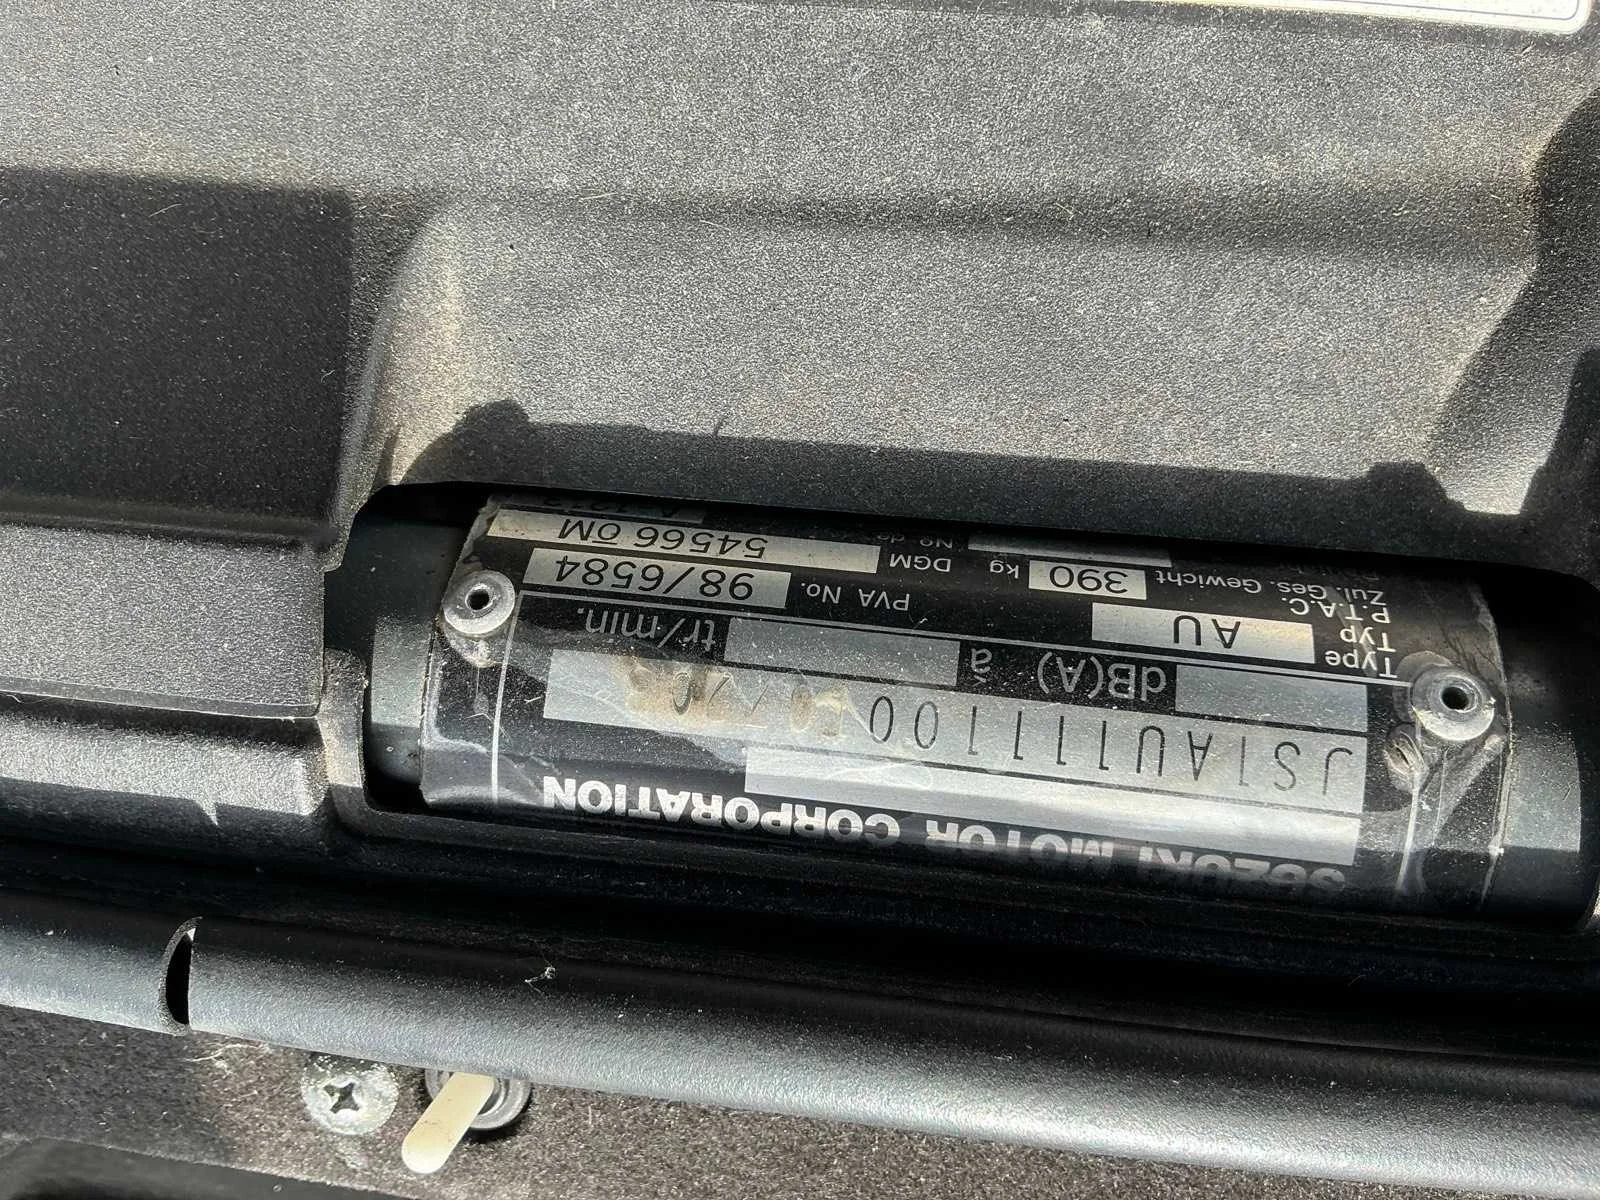 SUZUKI MOTOR CORPORATION
JS1AU111100
dB(A) à tr/min.
Type
Typ AU
PVA No. 98/6584
P.T.A.C.
Zul. Ges. Gewicht 390 kg
DGM 54566 0M